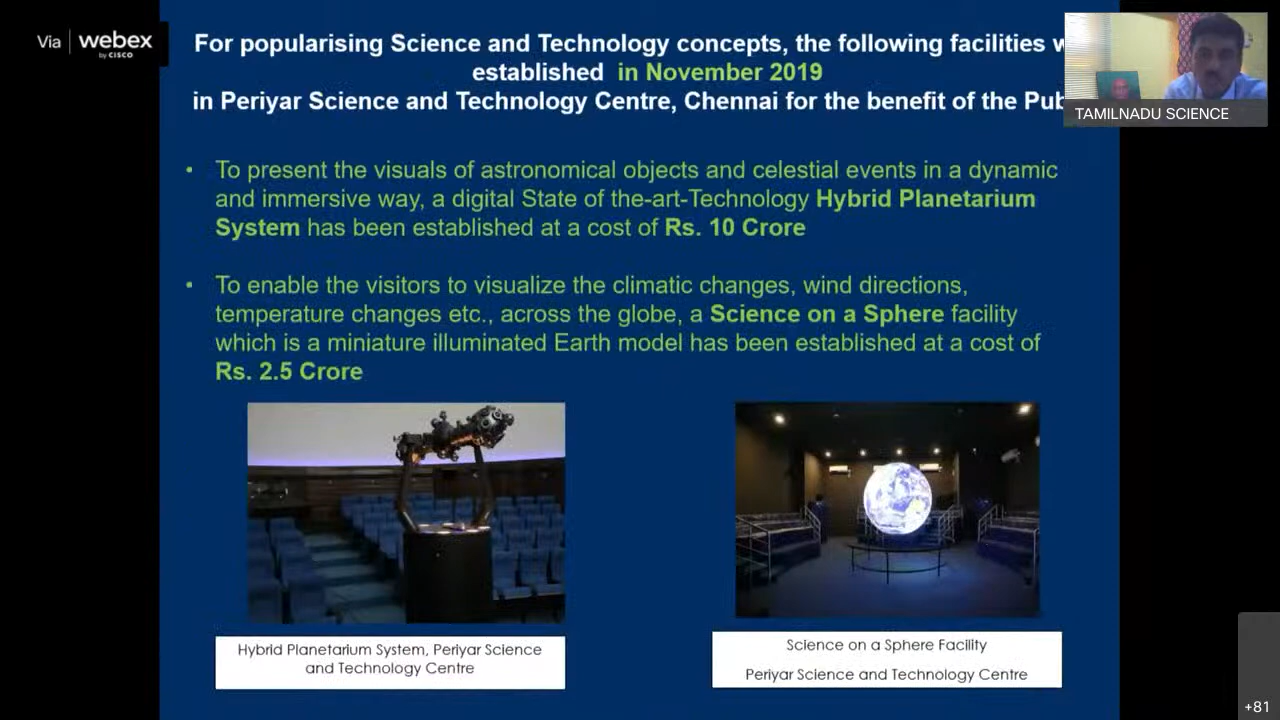 Via webex
by CISCO
For popularising Science and Technology concepts, the following facilities
established in November 2019
in Periyar Science and Technology Centre, Chennai for the benefit of the
TAMILNADU SCIENCE
• To present the visuals of astronomical objects and celestial events in a dynamic
and immersive way, a digital State of the-art-Technology Hybrid Planetarium
System has been established at a cost of Rs. 10 Crore
• To enable the visitors to visualize the climatic changes, wind directions,
temperature changes etc., across the globe, a Science on a Sphere facility
which is a miniature illuminated Earth model has been established at a cost of
Rs. 2.5 Crore
Hybrid Planetarium System, Periyar Science
and Technology Centre
Science on a Sphere Facility
Periyar Science and Technology Centre
+81